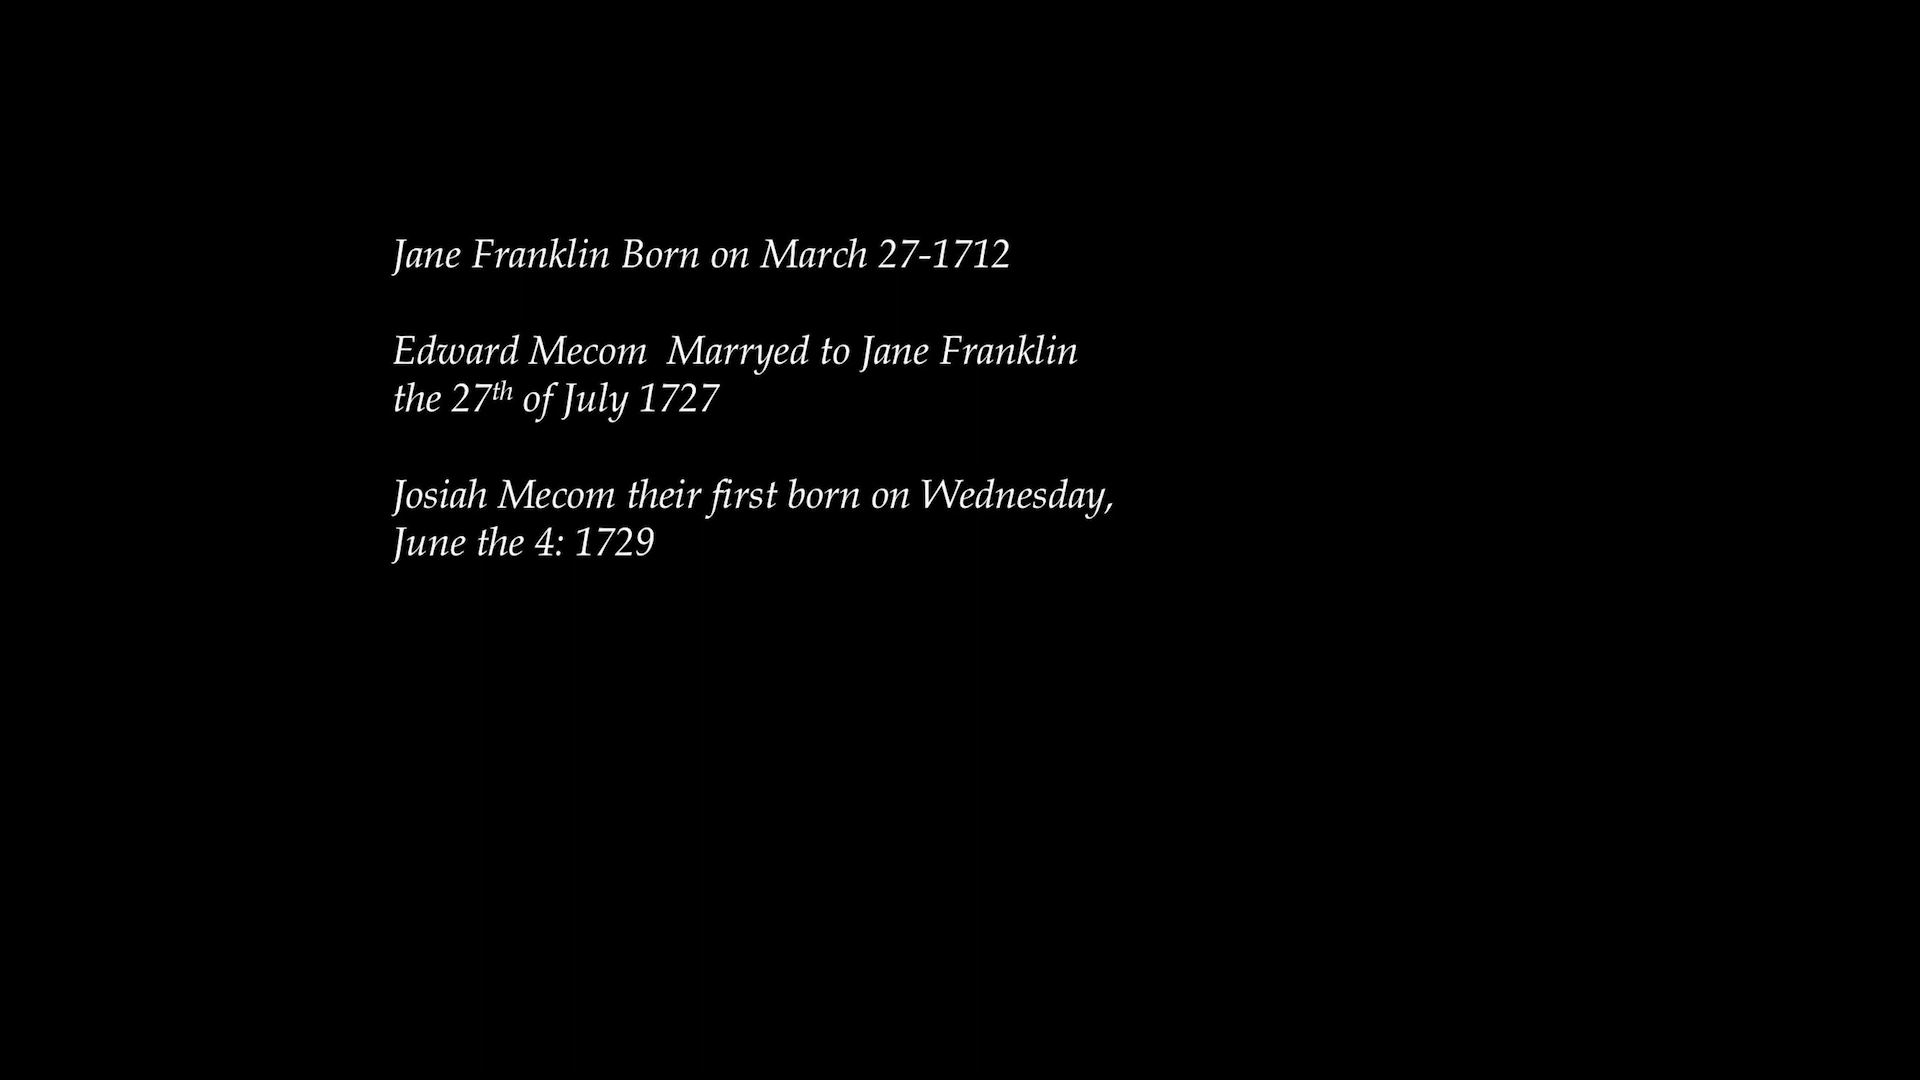 Jane Franklin Born on March 27-1712
Edward Mecom  Marryed to Jane Franklin
the 27th of July 1727
Josiah Mecom their first born on Wednesday,
June the 4: 1729